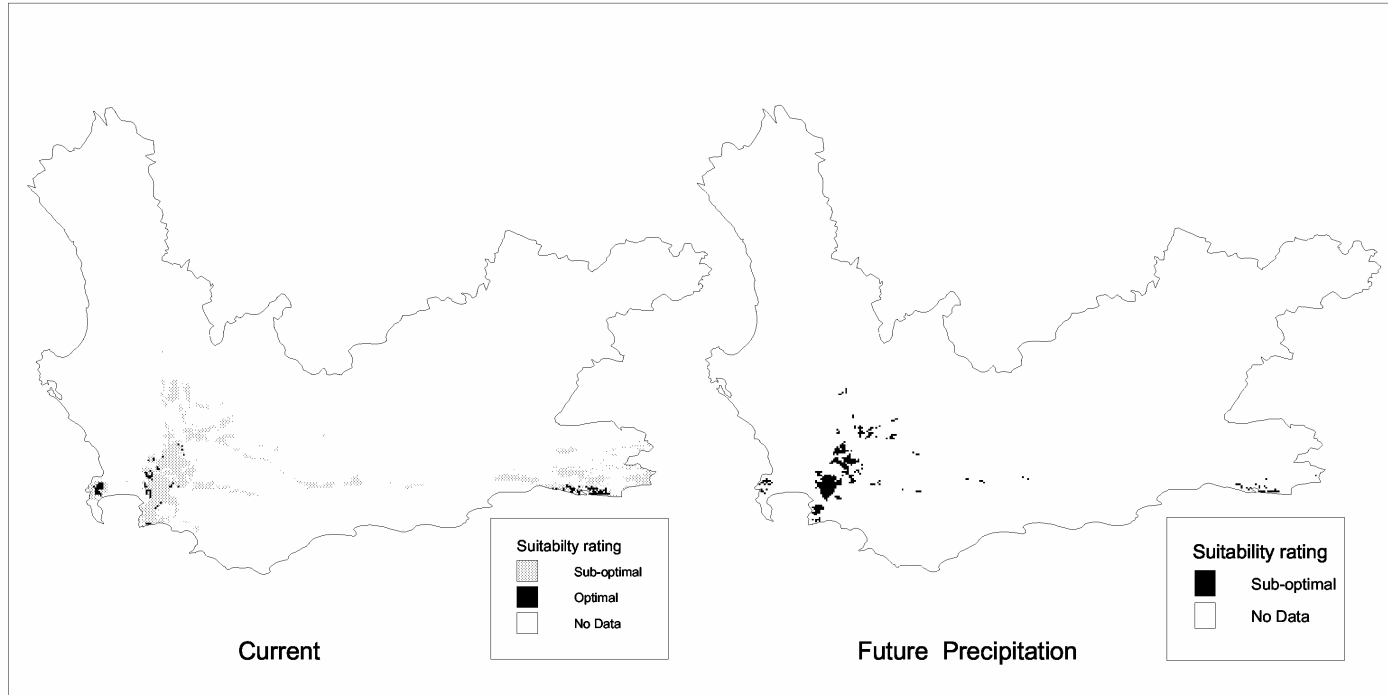 Suitabilty rating
Sub-optimal
Optimal
No Data
Current
Suitability rating
Sub-optimal
No Data
Future Precipitation